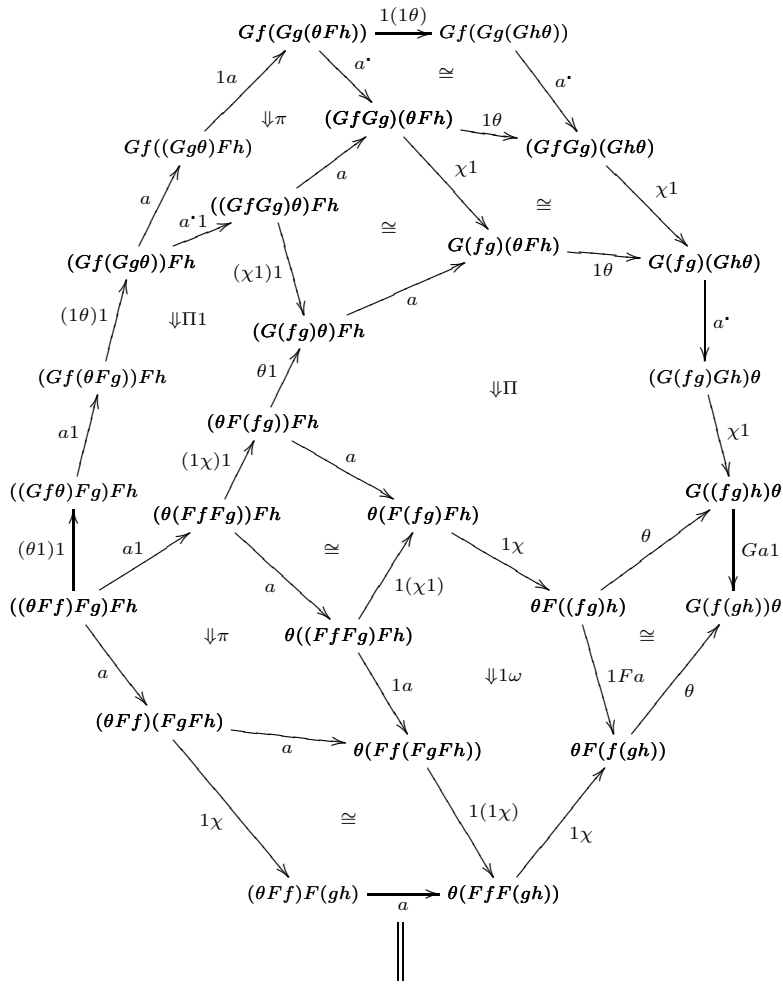 1(1θ)
Gf(Gg(θFh)) Gf(Gg(Ghθ))
1a a· ≅ a·
⇓π (GfGg)(θFh) 1θ
Gf((Ggθ)Fh) (GfGg)(Ghθ)
a a χ1 χ1
a·1 ((GfGg)θ)Fh ≅ ≅
(Gf(Ggθ))Fh G(fg)(θFh) 1θ G(fg)(Ghθ)
(χ1)1
(1θ)1 ⇓Π1 (G(fg)θ)Fh a a·
(Gf(θFg))Fh θ1 ⇓Π (G(fg)Gh)θ
(θF(fg))Fh
a1 (1χ)1 a χ1
((Gfθ)Fg)Fh (θ(FfFg))Fh θ(F(fg)Fh) G((fg)h)θ
(θ1)1 a1 ≅ 1χ θ Ga1
a 1(χ1)
((θFf)Fg)Fh θF((fg)h) G(f(gh))θ
⇓π θ((FfFg)Fh) ≅
a 1a ⇓1ω 1Fa θ
(θFf)(FgFh) a θ(Ff(FgFh)) θF(f(gh))
1χ ≅ 1(1χ) 1χ
(θFf)F(gh) a θ(FfF(gh))